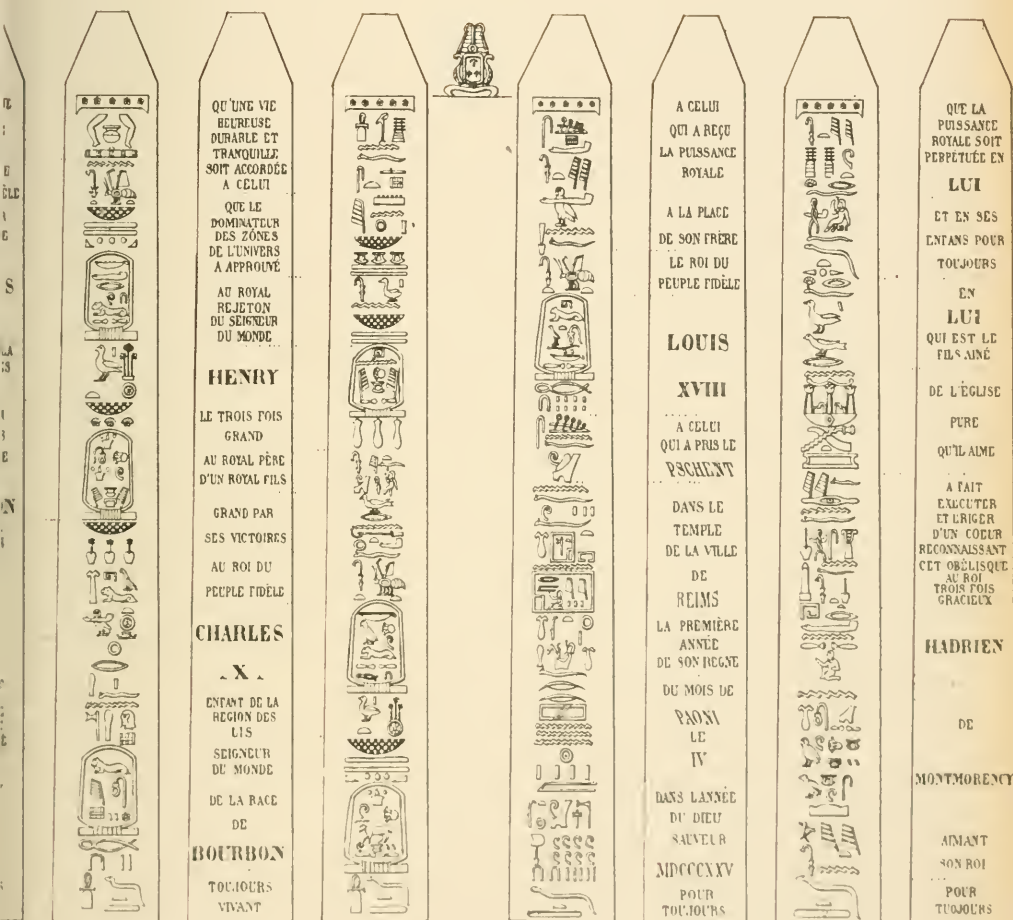 QU'UNE VIE
HEUREUSE
DURABLE ET
TRANQUILLE
SOIT ACCORDÉE
A CELUI
QUE LE
DOMINATEUR
DES ZÔNES
DE L'UNIVERS
A APPROUVÉ
AU ROYAL
REJETON
DU SEIGNEUR
DU MONDE
HENRY
LE TROIS FOIS
GRAND
AU ROYAL PÈRE
D'UN ROYAL FILS
GRAND PAR
SES VICTOIRES
AU ROI DU
PEUPLE FIDÈLE
CHARLES
X
ENFANT DE LA
REGION DES
LIS
SEIGNEUR
DU MONDE
DE LA RACE
DE
BOURBON
TOUJOURS
VIVANT
A CELUI
QUI A REÇU
LA PUISSANCE
ROYALE
A LA PLACE
DE SON FRÈRE
LE ROI DU
PEUPLE FIDÈLE
LOUIS
XVIII
A CELUI
QUI A PRIS LE
PSCHENT
DANS LE
TEMPLE
DE LA VILLE
DE
REIMS
LA PREMIÈRE
ANNÉE
DE SON REGNE
DU MOIS DE
PAONI
LE
IV
DANS LANNÉE
DU DIEU
SAUVEUR
MDCCCXXV
POUR
TOUJOURS
QUE LA
PUISSANCE
ROYALE SOIT
PERPÉTUÉE EN
LUI
ET EN SES
ENFANS POUR
TOUJOURS
EN
LUI
QUI EST LE
FILS AINÉ
DE L'ÉGLISE
PURE
QU'IL AIME
A FAIT
EXECUTER
ET ERIGER
D'UN COEUR
RECONNAISSANT
CET OBÉLISQUE
AU ROI
TROIS FOIS
GRACIEUX
HADRIEN
DE
MONTMORENCY
AIMANT
SON ROI
POUR
TUOJOURS